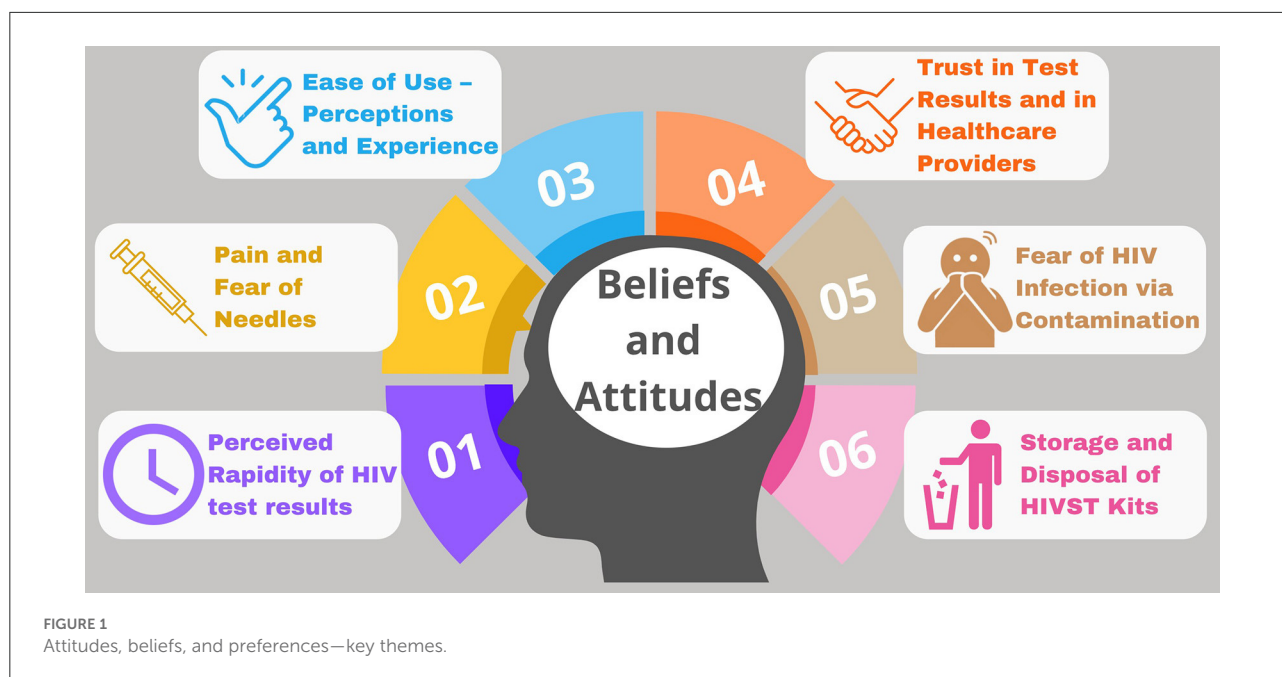 Ease of Use –
Perceptions
and Experience
03
04
Trust in Test
Results and in
Healthcare
Providers
Pain and
Fear of
Needles
02
Beliefs
and
Attitudes
05
Fear of HIV
Infection via
Contamination
Perceived
Rapidity of HIV
test results
01
06
Storage and
Disposal of
HIVST Kits
FIGURE 1
Attitudes, beliefs, and preferences—key themes.